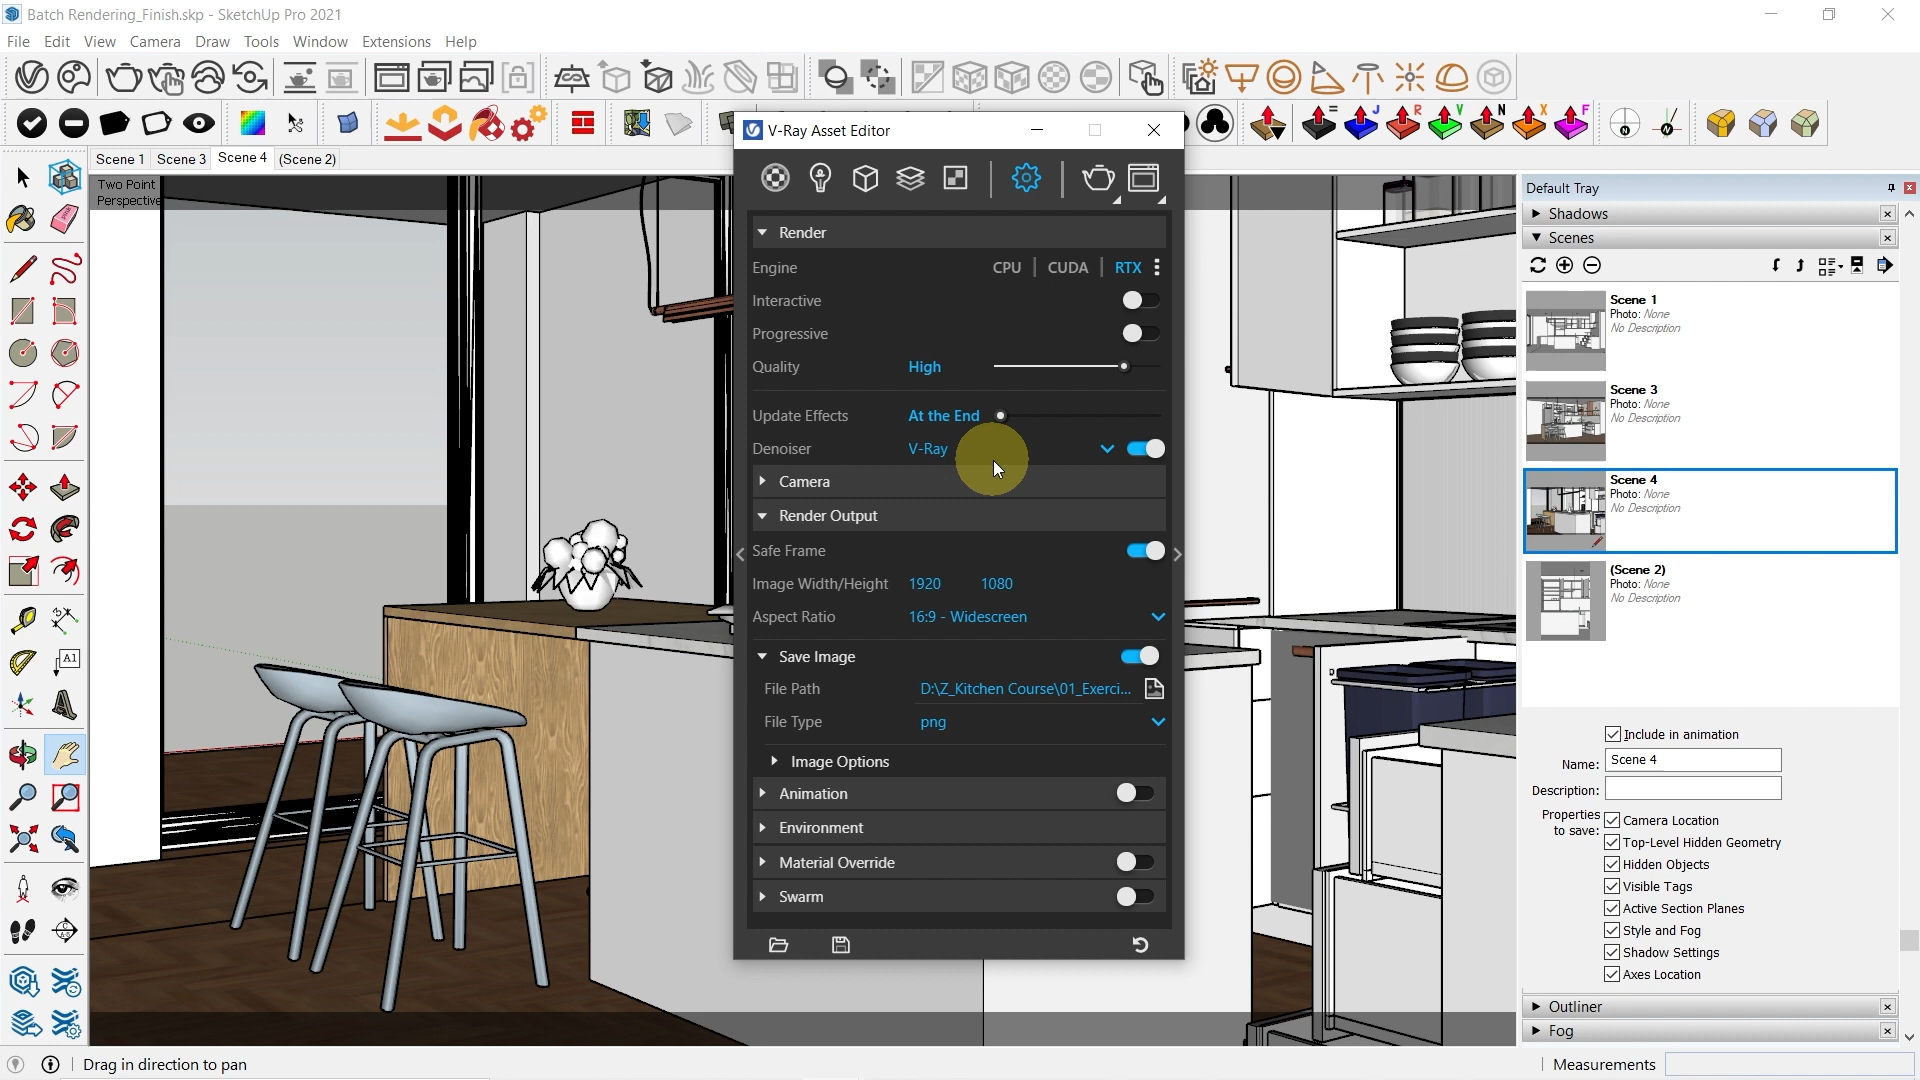 Batch Rendering_Finish.skp - SketchUp Pro 2021
File Edit View Camera Draw Tools Window Extensions Help
= J R V N X F
V-Ray Asset Editor
Scene 1 Scene 3 Scene 4 (Scene 2)
Two Point
Perspective
A1
Render
Engine CPU CUDA RTX
Interactive
Progressive
Quality High
Update Effects At the End
Denoiser V-Ray
Camera
Render Output
Safe Frame
Image Width/Height 1920 1080
Aspect Ratio 16:9 - Widescreen
Save Image
File Path D:\Z_Kitchen Course\01_Exerci...
File Type png
Image Options
Animation
Environment
Material Override
Swarm
Default Tray
Shadows
Scenes
Scene 1
Photo: None
No Description
Scene 3
Photo: None
No Description
Scene 4
Photo: None
No Description
(Scene 2)
Photo: None
No Description
Include in animation
Name: Scene 4
Description:
Properties
to save:
Camera Location
Top-Level Hidden Geometry
Hidden Objects
Visible Tags
Active Section Planes
Style and Fog
Shadow Settings
Axes Location
Outliner
Fog
Drag in direction to pan
Measurements